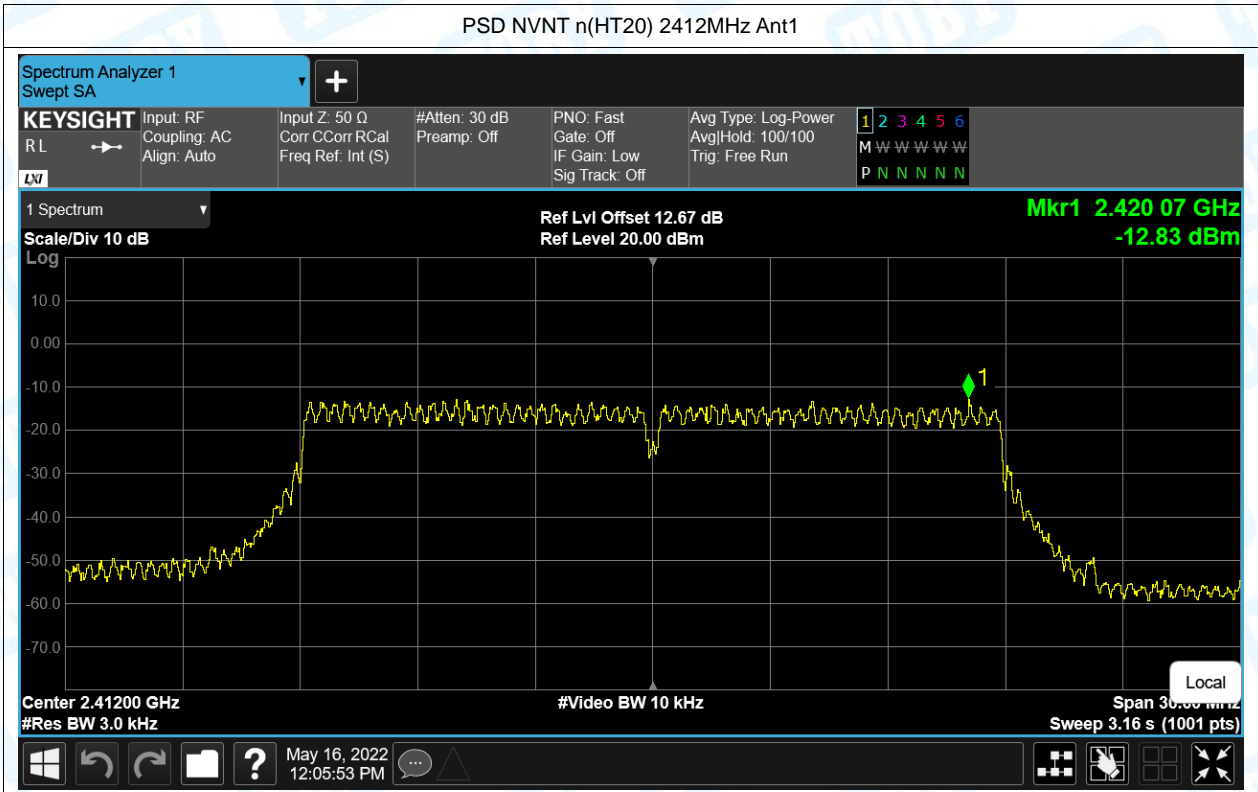 PSD NVNT n(HT20) 2412MHz Ant1
Spectrum Analyzer 1
Swept SA
+
KEYSIGHT
R L
LXI
Input: RF
Coupling: AC
Align: Auto
Input Z: 50 Ω
Corr CCorr RCal
Freq Ref: Int (S)
#Atten: 30 dB
Preamp: Off
PNO: Fast
Gate: Off
IF Gain: Low
Sig Track: Off
Avg Type: Log-Power
Avg|Hold: 100/100
Trig: Free Run
1 2 3 4 5 6
M W W W W W
P N N N N N
1 Spectrum
Scale/Div 10 dB
Log
Ref Lvl Offset 12.67 dB
Ref Level 20.00 dBm
Mkr1 2.420 07 GHz
-12.83 dBm
10.0
0.00
-10.0
-20.0
-30.0
-40.0
-50.0
-60.0
-70.0
1
Local
Center 2.41200 GHz
#Res BW 3.0 kHz
#Video BW 10 kHz
Span 30.00 MHz
Sweep 3.16 s (1001 pts)
?
May 16, 2022
12:05:53 PM